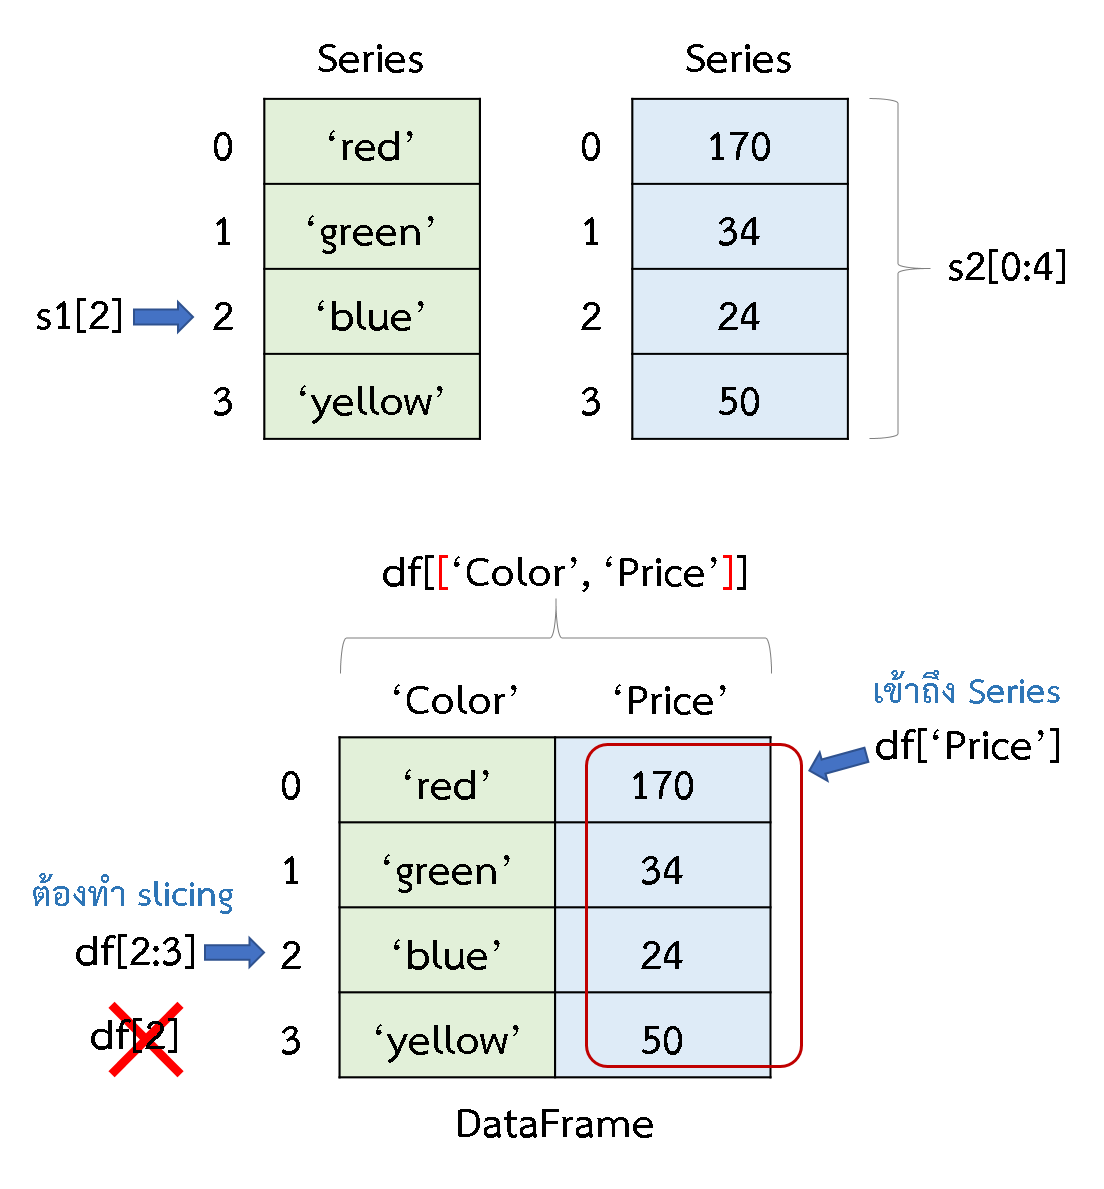 Series Series
0 ‘red’ 0 170
1 ‘green’ 1 34
s2[0:4]
s1[2] 2 ‘blue’ 2 24
3 ‘yellow’ 3 50
df[[‘Color’, ‘Price’]]
‘Color’ ‘Price’
เข้าถึง Series
df[‘Price’]
0 ‘red’ 170
1 ‘green’ 34
ต้องทำ slicing
df[2:3] 2 ‘blue’ 24
df[2]
3 ‘yellow’ 50
DataFrame